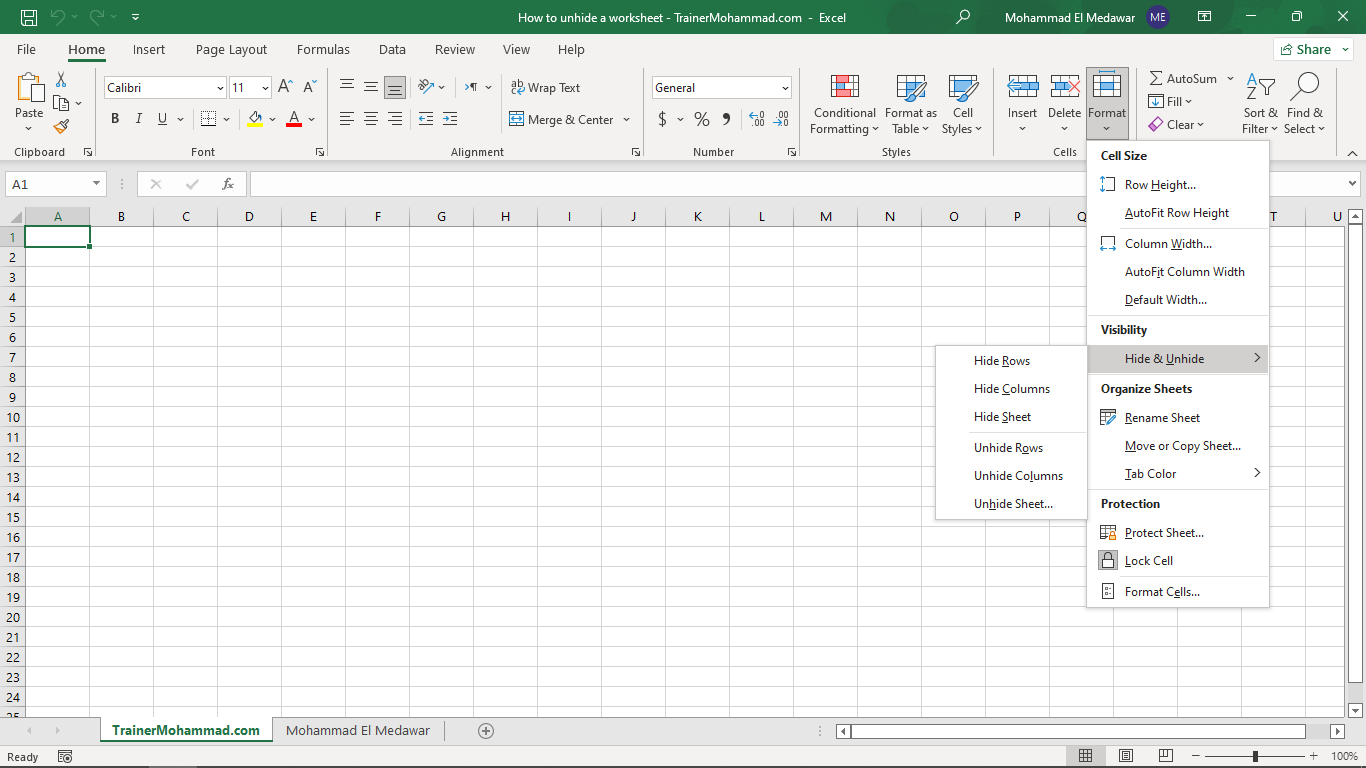 How to unhide a worksheet - TrainerMohammad.com - Excel
Mohammad El Medawar ME
File Home Insert Page Layout Formulas Data Review View Help Share
Paste
Clipboard
Calibri 11
B I U A
Font
Wrap Text
Merge & Center
Alignment
General
$ % 9
Number
Conditional Formatting
Format as Table
Cell Styles
Styles
Insert
Delete
Format
Cells
AutoSum
Fill
Clear
Sort & Filter
Find & Select
A1
fx
A B C D E F G H I J K L M N O P Q T U
1
2
3
4
5
6
7
8
9
10
11
12
13
14
15
16
17
18
19
20
21
22
23
24
25
Cell Size
Row Height...
AutoFit Row Height
Column Width...
AutoFit Column Width
Default Width...
Visibility
Hide & Unhide
Organize Sheets
Rename Sheet
Move or Copy Sheet...
Tab Color
Protection
Protect Sheet...
Lock Cell
Format Cells...
Hide Rows
Hide Columns
Hide Sheet
Unhide Rows
Unhide Columns
Unhide Sheet...
TrainerMohammad.com Mohammad El Medawar
Ready 100%